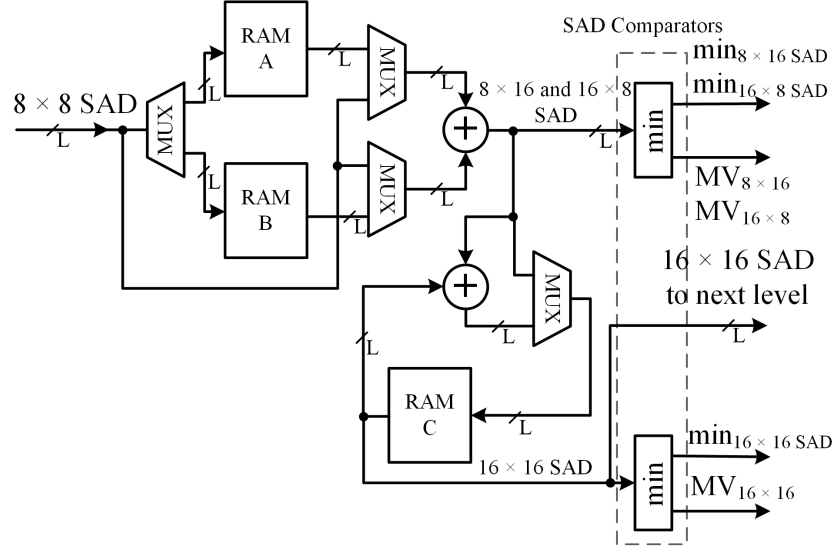 SAD Comparators
min8 × 16 SAD
min16 × 8 SAD
8 × 8 SAD
L
MUX
L
L
RAM
A
RAM
B
L
L
MUX
MUX
L
L
+
8 × 16 and 16 × 8
SAD
L
min
MV8 × 16
MV16 × 8
+
L
MUX
L
16 × 16 SAD
to next level
L
RAM
C
L
16 × 16 SAD
min
min16 × 16 SAD
MV16 × 16